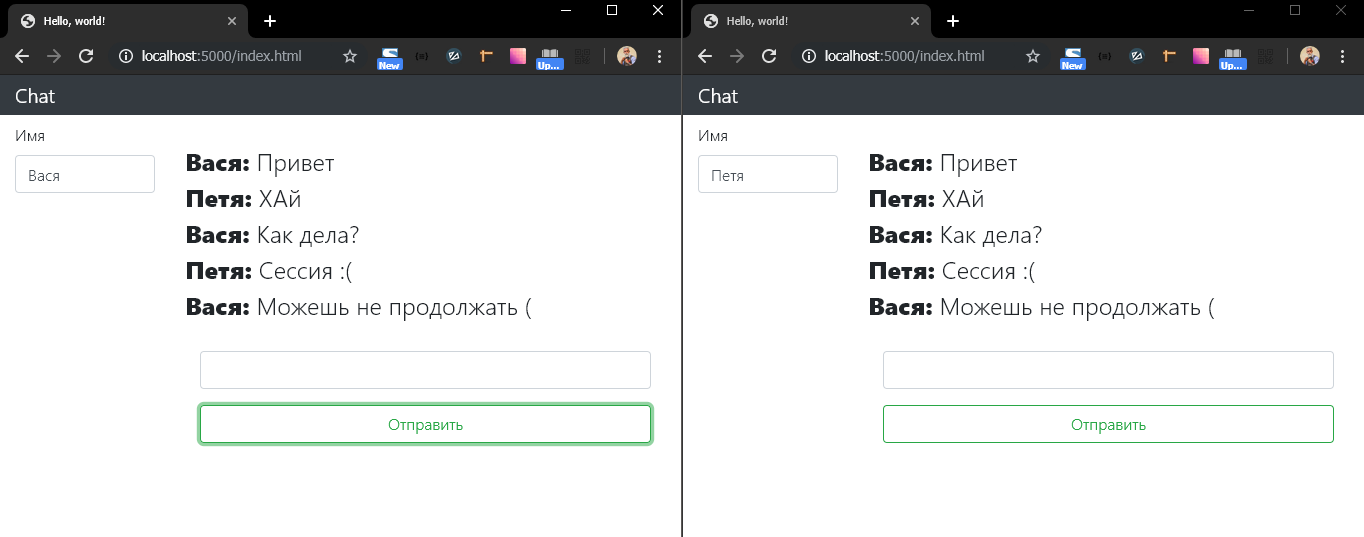 Hello, world!
localhost:5000/index.html
New
Up...
Chat
Имя
Вася
Вася: Привет
Петя: ХАй
Вася: Как дела?
Петя: Сессия :(
Вася: Можешь не продолжать (
Отправить
Hello, world!
localhost:5000/index.html
New
Up...
Chat
Имя
Петя
Вася: Привет
Петя: ХАй
Вася: Как дела?
Петя: Сессия :(
Вася: Можешь не продолжать (
Отправить